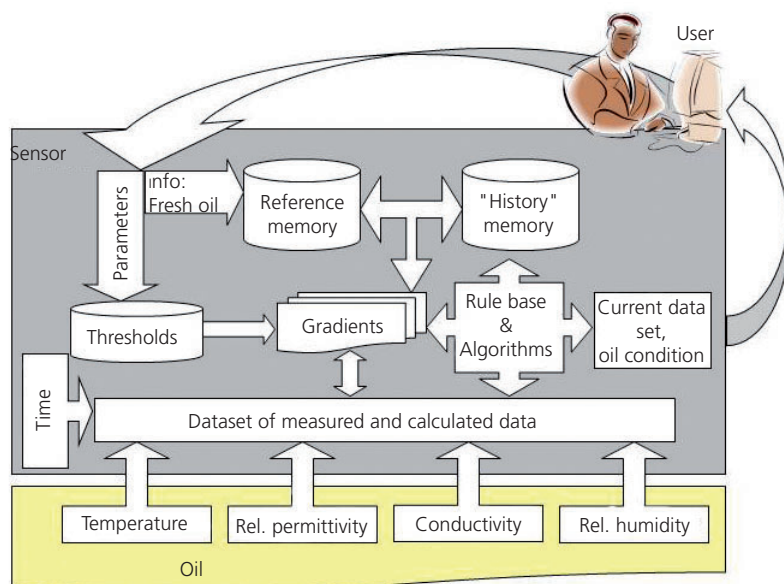 User
Sensor
Parameters
info:
Fresh oil
Reference
memory
"History"
memory
Thresholds
Gradients
Rule base
&
Algorithms
Current data
set,
oil condition
Time
Dataset of measured and calculated data
Temperature
Rel. permittivity
Conductivity
Rel. humidity
Oil